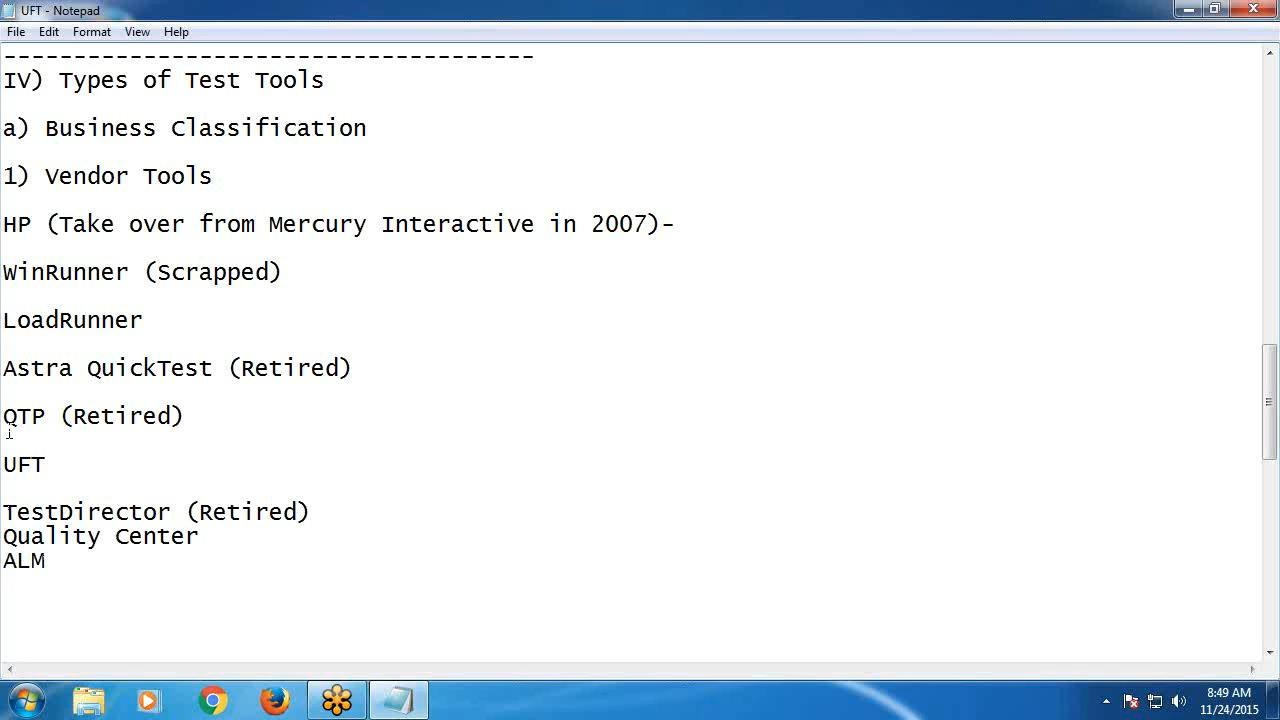 UFT - Notepad
File Edit Format View Help
--------------------------------------
IV) Types of Test Tools
a) Business Classification
1) Vendor Tools
HP (Take over from Mercury Interactive in 2007)-
WinRunner (Scrapped)
LoadRunner
Astra QuickTest (Retired)
QTP (Retired)
UFT
TestDirector (Retired)
Quality Center
ALM
8:49 AM
11/24/2015